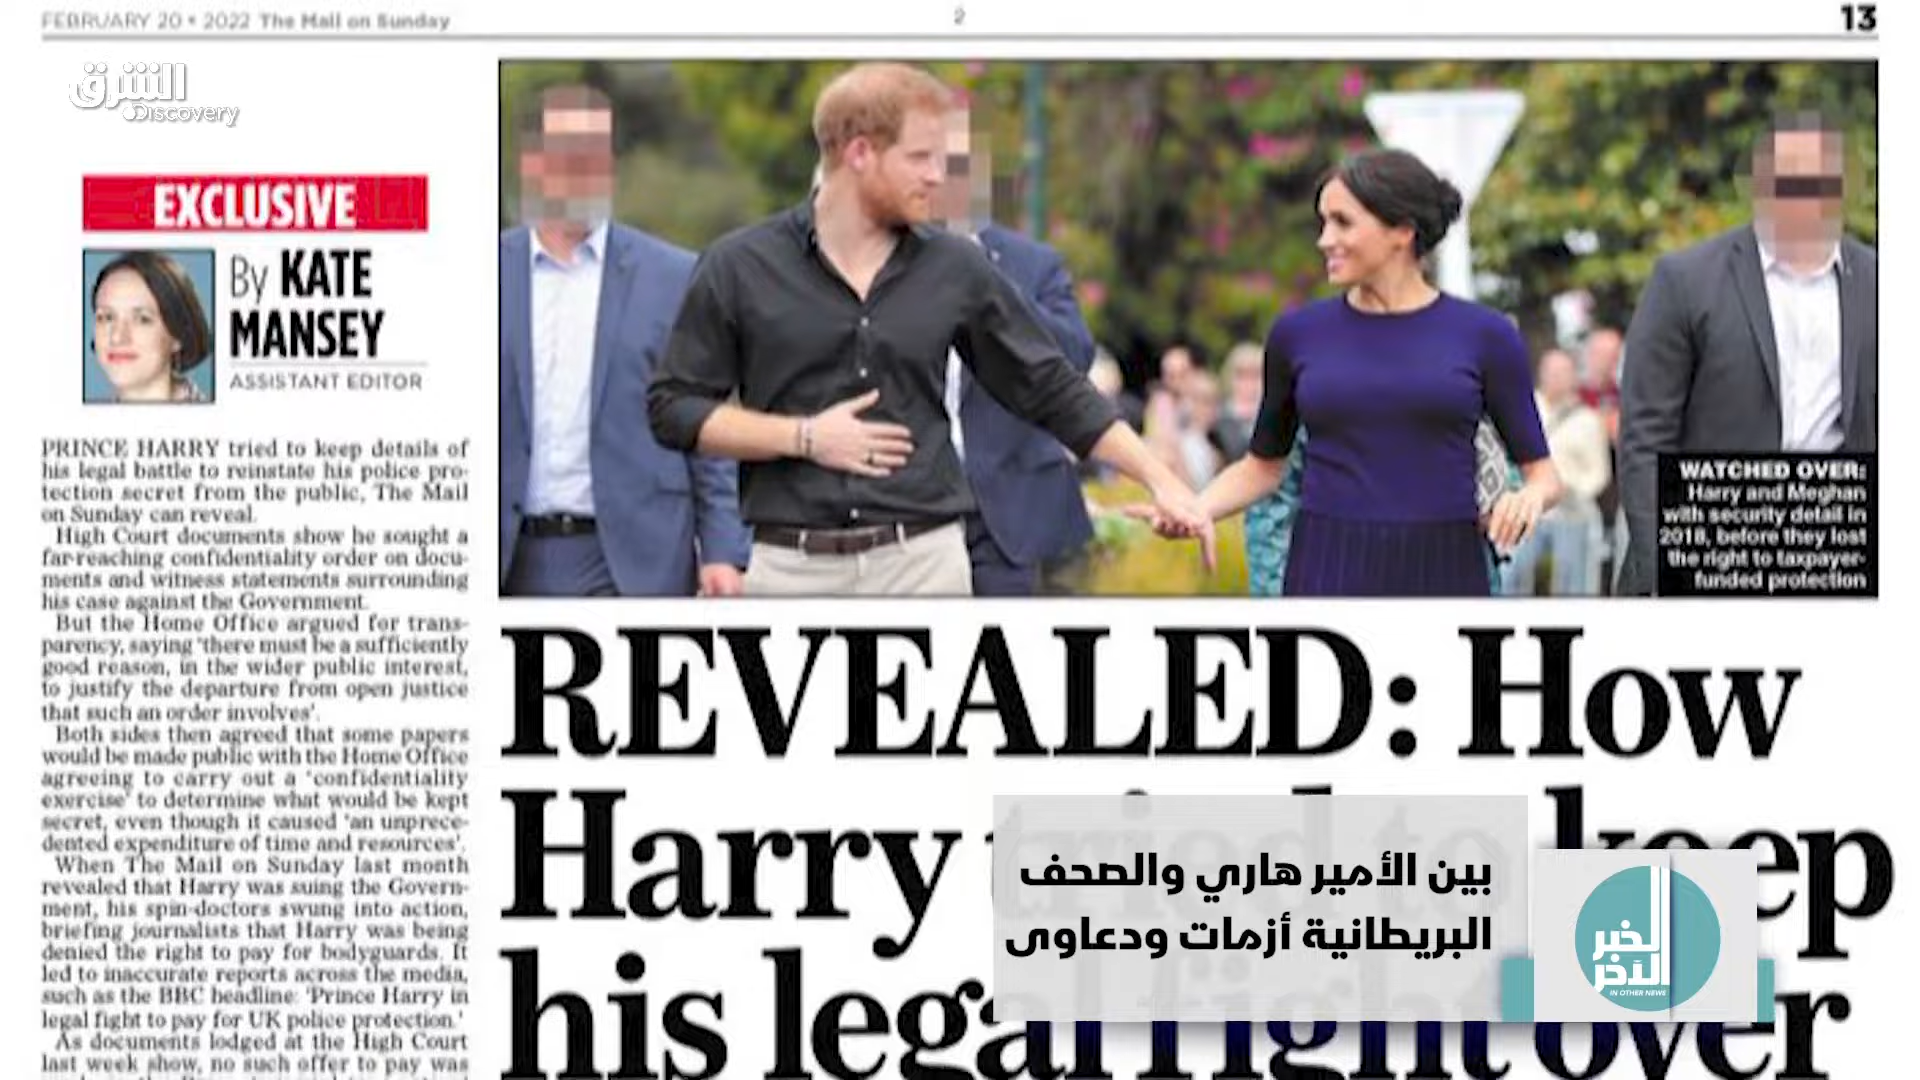 FEBRUARY 20 • 2022 The Mail on Sunday
2
13
الشرق
Discovery
EXCLUSIVE
By KATE
MANSEY
ASSISTANT EDITOR
PRINCE HARRY tried to keep details of
his legal battle to reinstate his police pro-
tection secret from the public, The Mail
on Sunday can reveal.
High Court documents show he sought a
far-reaching confidentiality order on docu-
ments and witness statements surrounding
his case against the Government.
But the Home Office argued for trans-
parency, saying 'there must be a sufficiently
good reason, in the wider public interest,
to justify the departure from open justice
that such an order involves'.
Both sides then agreed that some papers
would be made public with the Home Office
agreeing to carry out a 'confidentiality
exercise' to determine what would be kept
secret, even though it caused 'an unprece-
dented expenditure of time and resources'.
When The Mail on Sunday last month
revealed that Harry was suing the Govern-
ment, his spin-doctors swung into action,
briefing journalists that Harry was being
denied the right to pay for bodyguards. It
led to inaccurate reports across the media,
such as the BBC headline: 'Prince Harry in
legal fight to pay for UK police protection.'
As documents lodged at the High Court
last week show, no such offer to pay was
WATCHED OVER:
Harry and Meghan
with security detail in
2018, before they lost
the right to taxpayer-
funded protection
REVEALED: How
Harry tried to keep
his legal fight over
بين الأمير هاري والصحف
البريطانية أزمات ودعاوى
الخبر
الآخر
IN OTHER NEWS